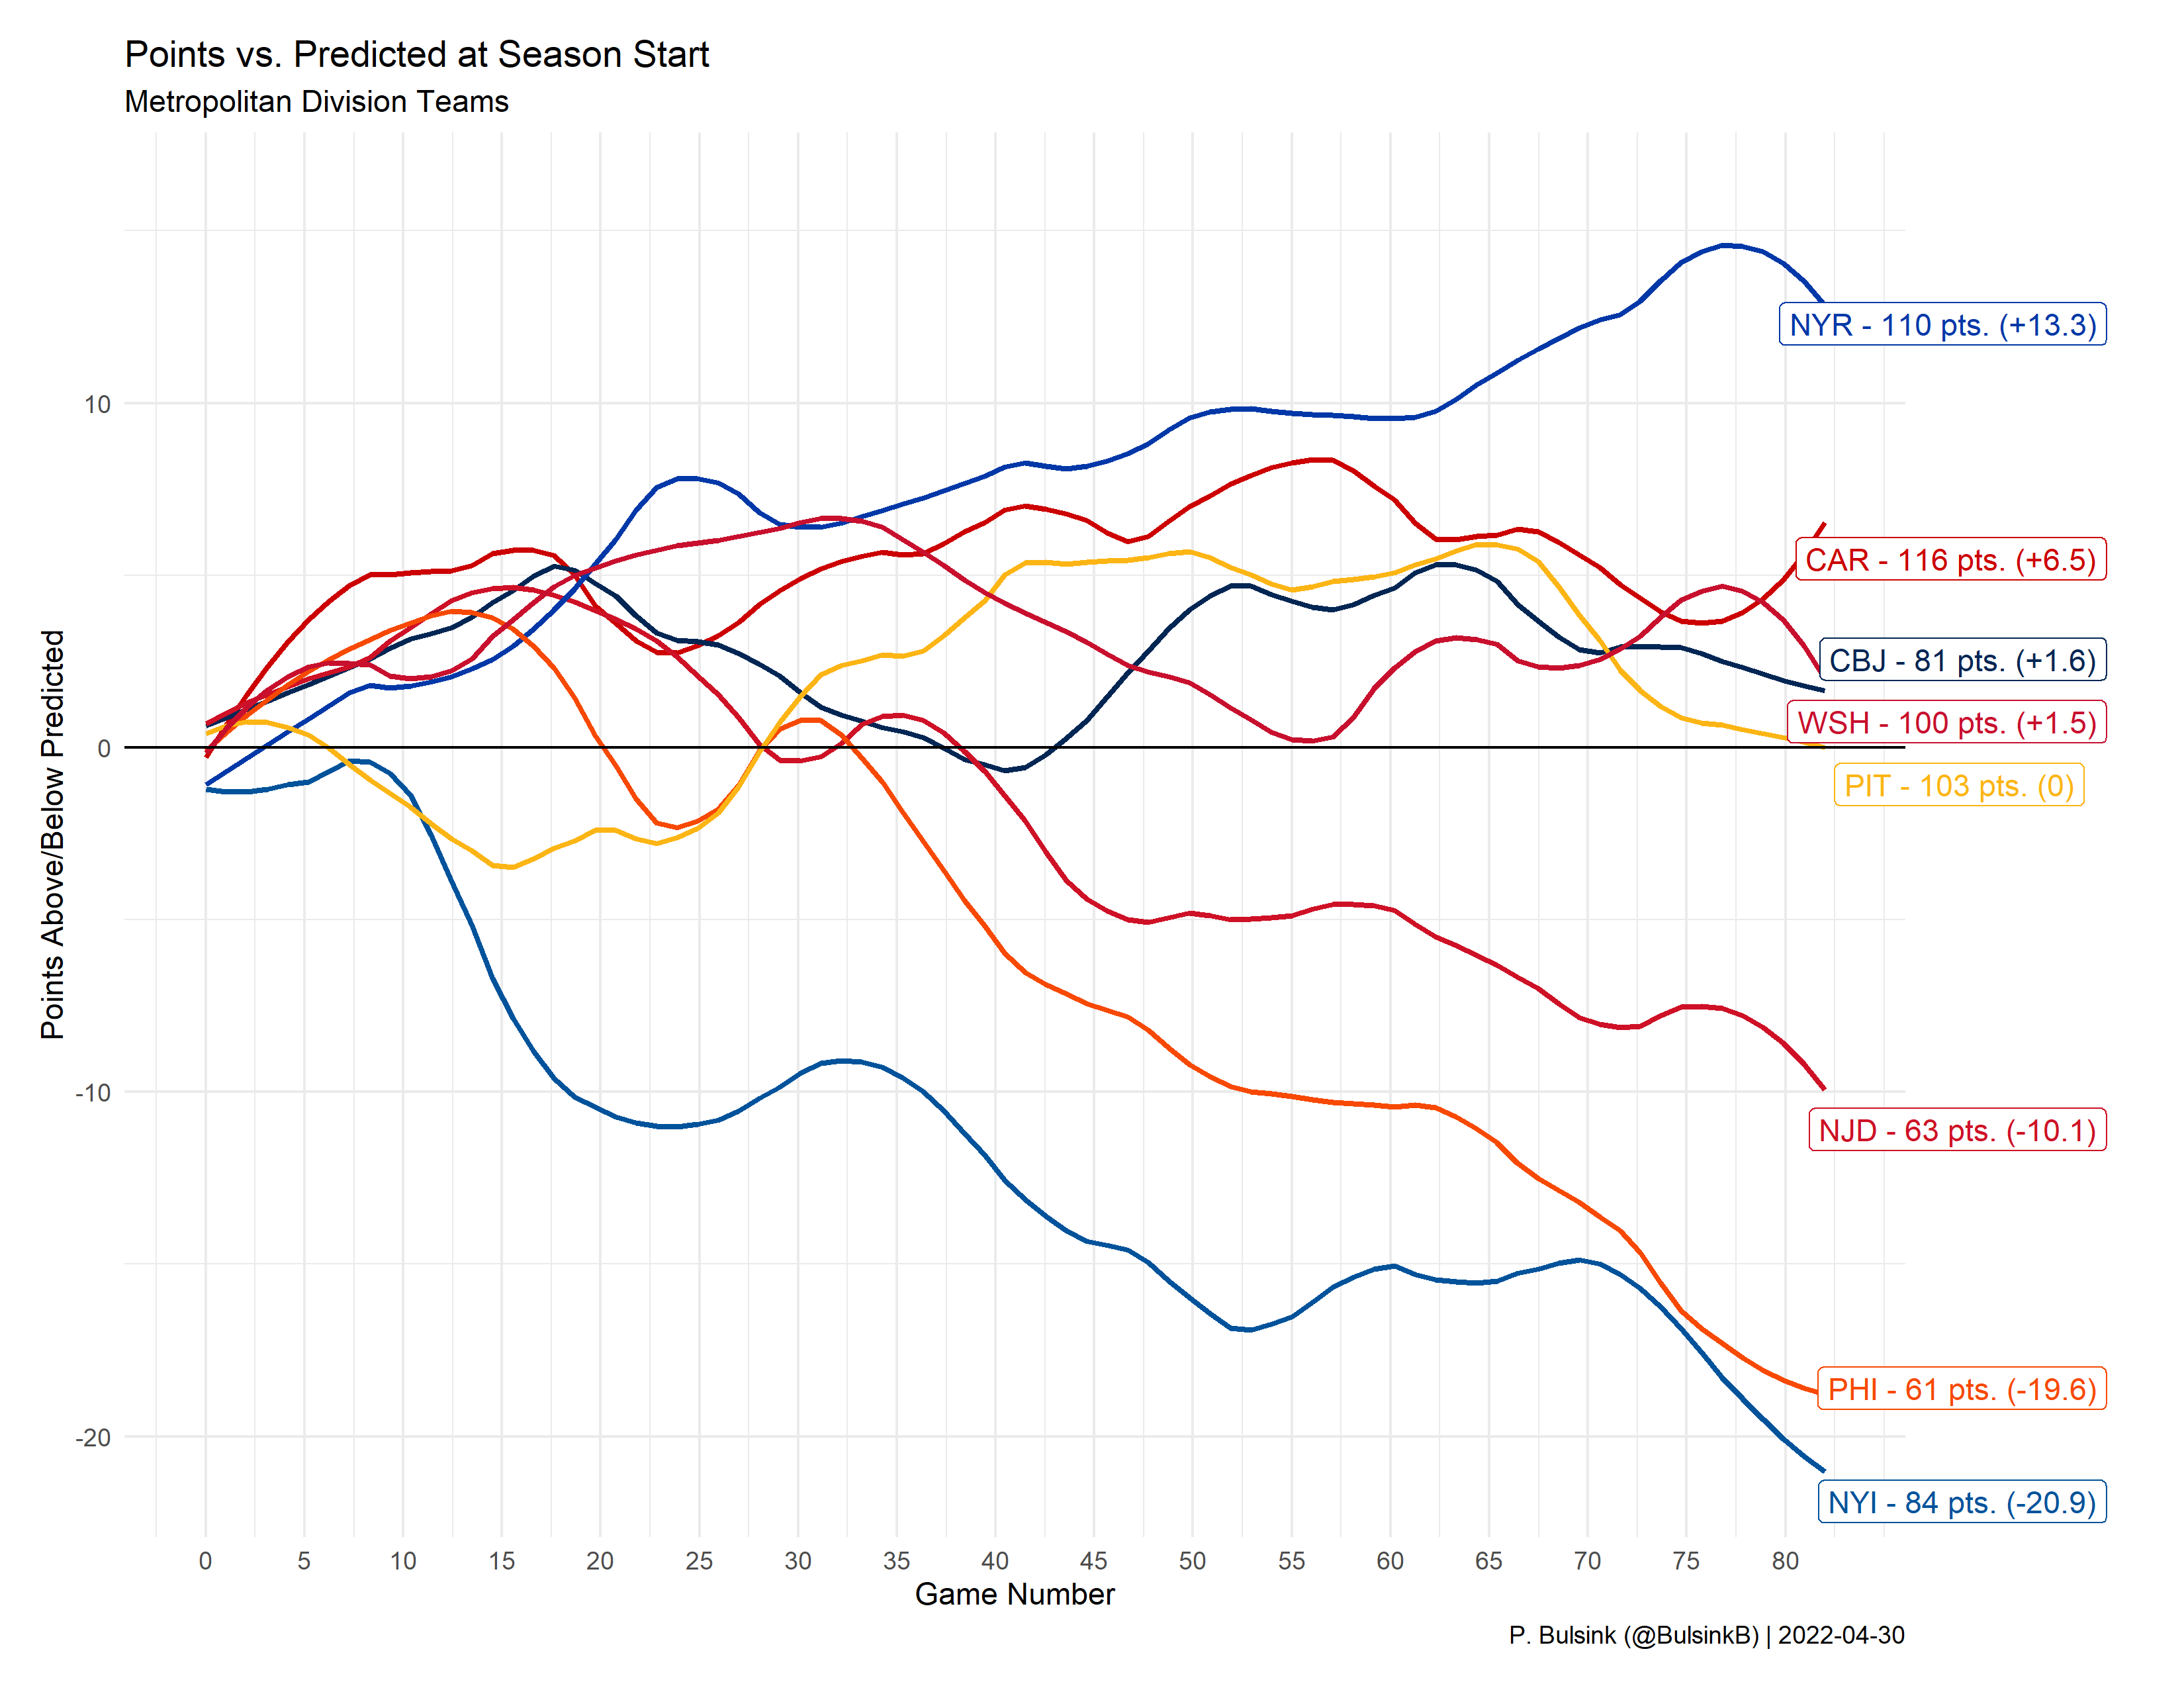 Points vs. Predicted at Season Start
Metropolitan Division Teams
Points Above/Below Predicted
10
0
-10
-20
NYR - 110 pts. (+13.3)
CAR - 116 pts. (+6.5)
CBJ - 81 pts. (+1.6)
WSH - 100 pts. (+1.5)
PIT - 103 pts. (0)
NJD - 63 pts. (-10.1)
PHI - 61 pts. (-19.6)
NYI - 84 pts. (-20.9)
0 5 10 15 20 25 30 35 40 45 50 55 60 65 70 75 80
Game Number
P. Bulsink (@BulsinkB) | 2022-04-30